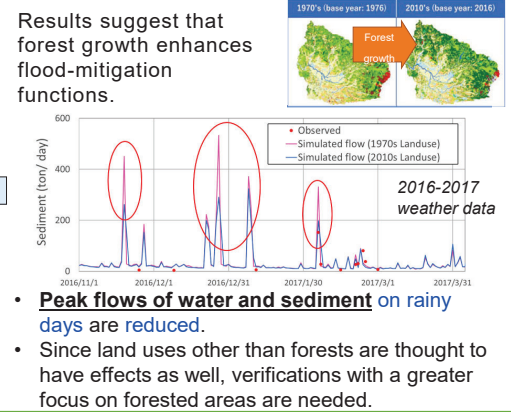 Results suggest that
forest growth enhances
flood-mitigation
functions.
1970's (base year: 1976)
2010's (base year: 2016)
Forest
growth
600
400
200
0
Sediment (ton/ day)
Observed
Simulated flow (1970s Landuse)
Simulated flow (2010s Landuse)
2016-2017
weather data
2016/11/1
2016/12/1
2016/12/31
2017/1/30
2017/3/1
2017/3/31
• Peak flows of water and sediment on rainy
days are reduced.
• Since land uses other than forests are thought to
have effects as well, verifications with a greater
focus on forested areas are needed.